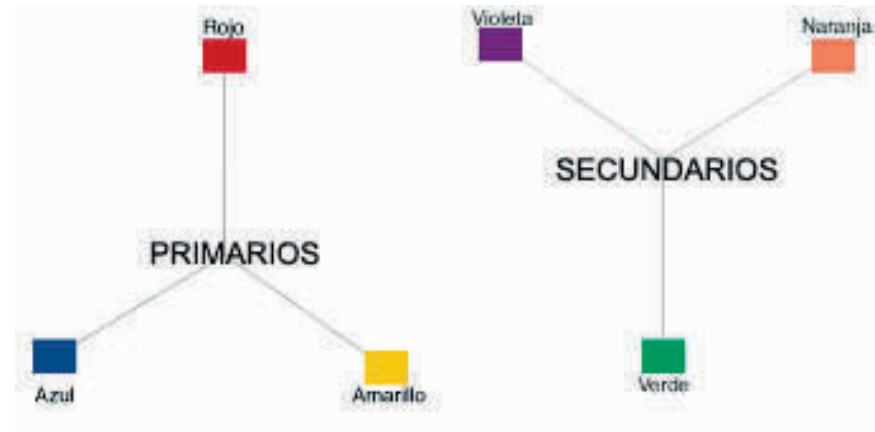 Rojo
PRIMARIOS
Azul
Amarillo
Violeta
Naranja
SECUNDARIOS
Verde